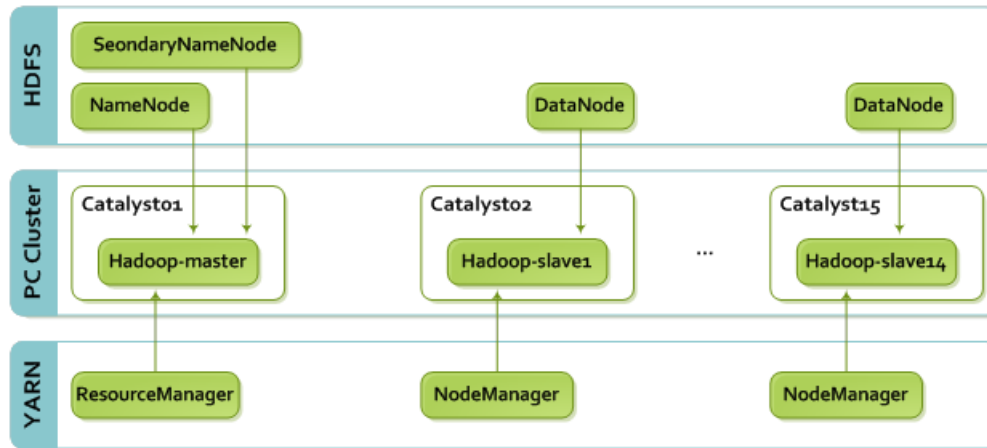 HDFS
SeondaryNameNode
NameNode
DataNode
DataNode
PC Cluster
Catalyst01
Catalyst02
Catalyst15
Hadoop-master
Hadoop-slave1
...
Hadoop-slave14
YARN
ResourceManager
NodeManager
NodeManager